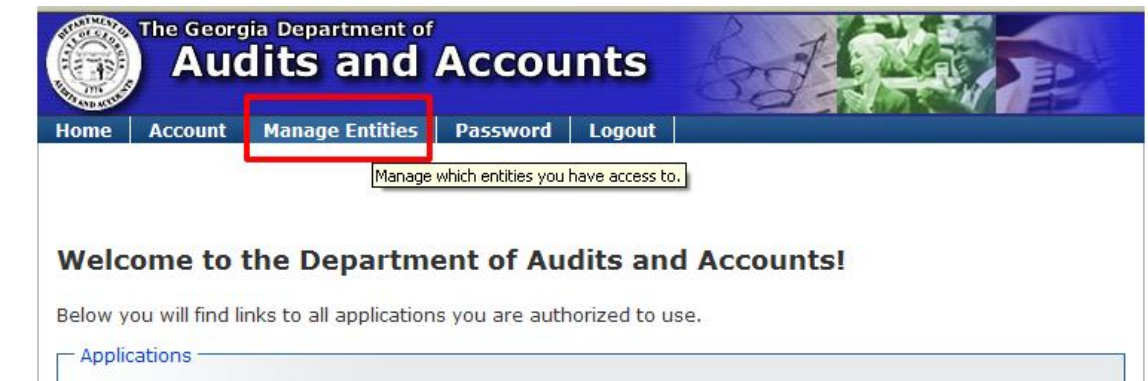 The Georgia Department of
Audits and Accounts
Home Account Manage Entities Password Logout
Manage which entities you have access to.
Welcome to the Department of Audits and Accounts!
Below you will find links to all applications you are authorized to use.
Applications